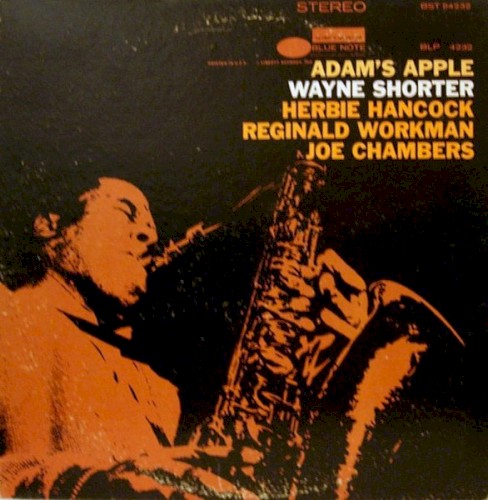 STEREO
BST 84232
BLUE NOTE
BLP 4232
ADAM'S APPLE
WAYNE SHORTER
HERBIE HANCOCK
REGINALD WORKMAN
JOE CHAMBERS